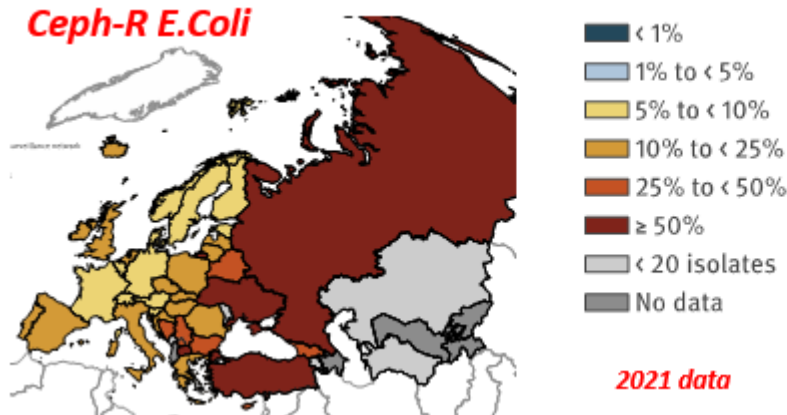 Ceph-R E.Coli
< 1%
1% to < 5%
5% to < 10%
10% to < 25%
25% to < 50%
≥ 50%
< 20 isolates
No data
2021 data